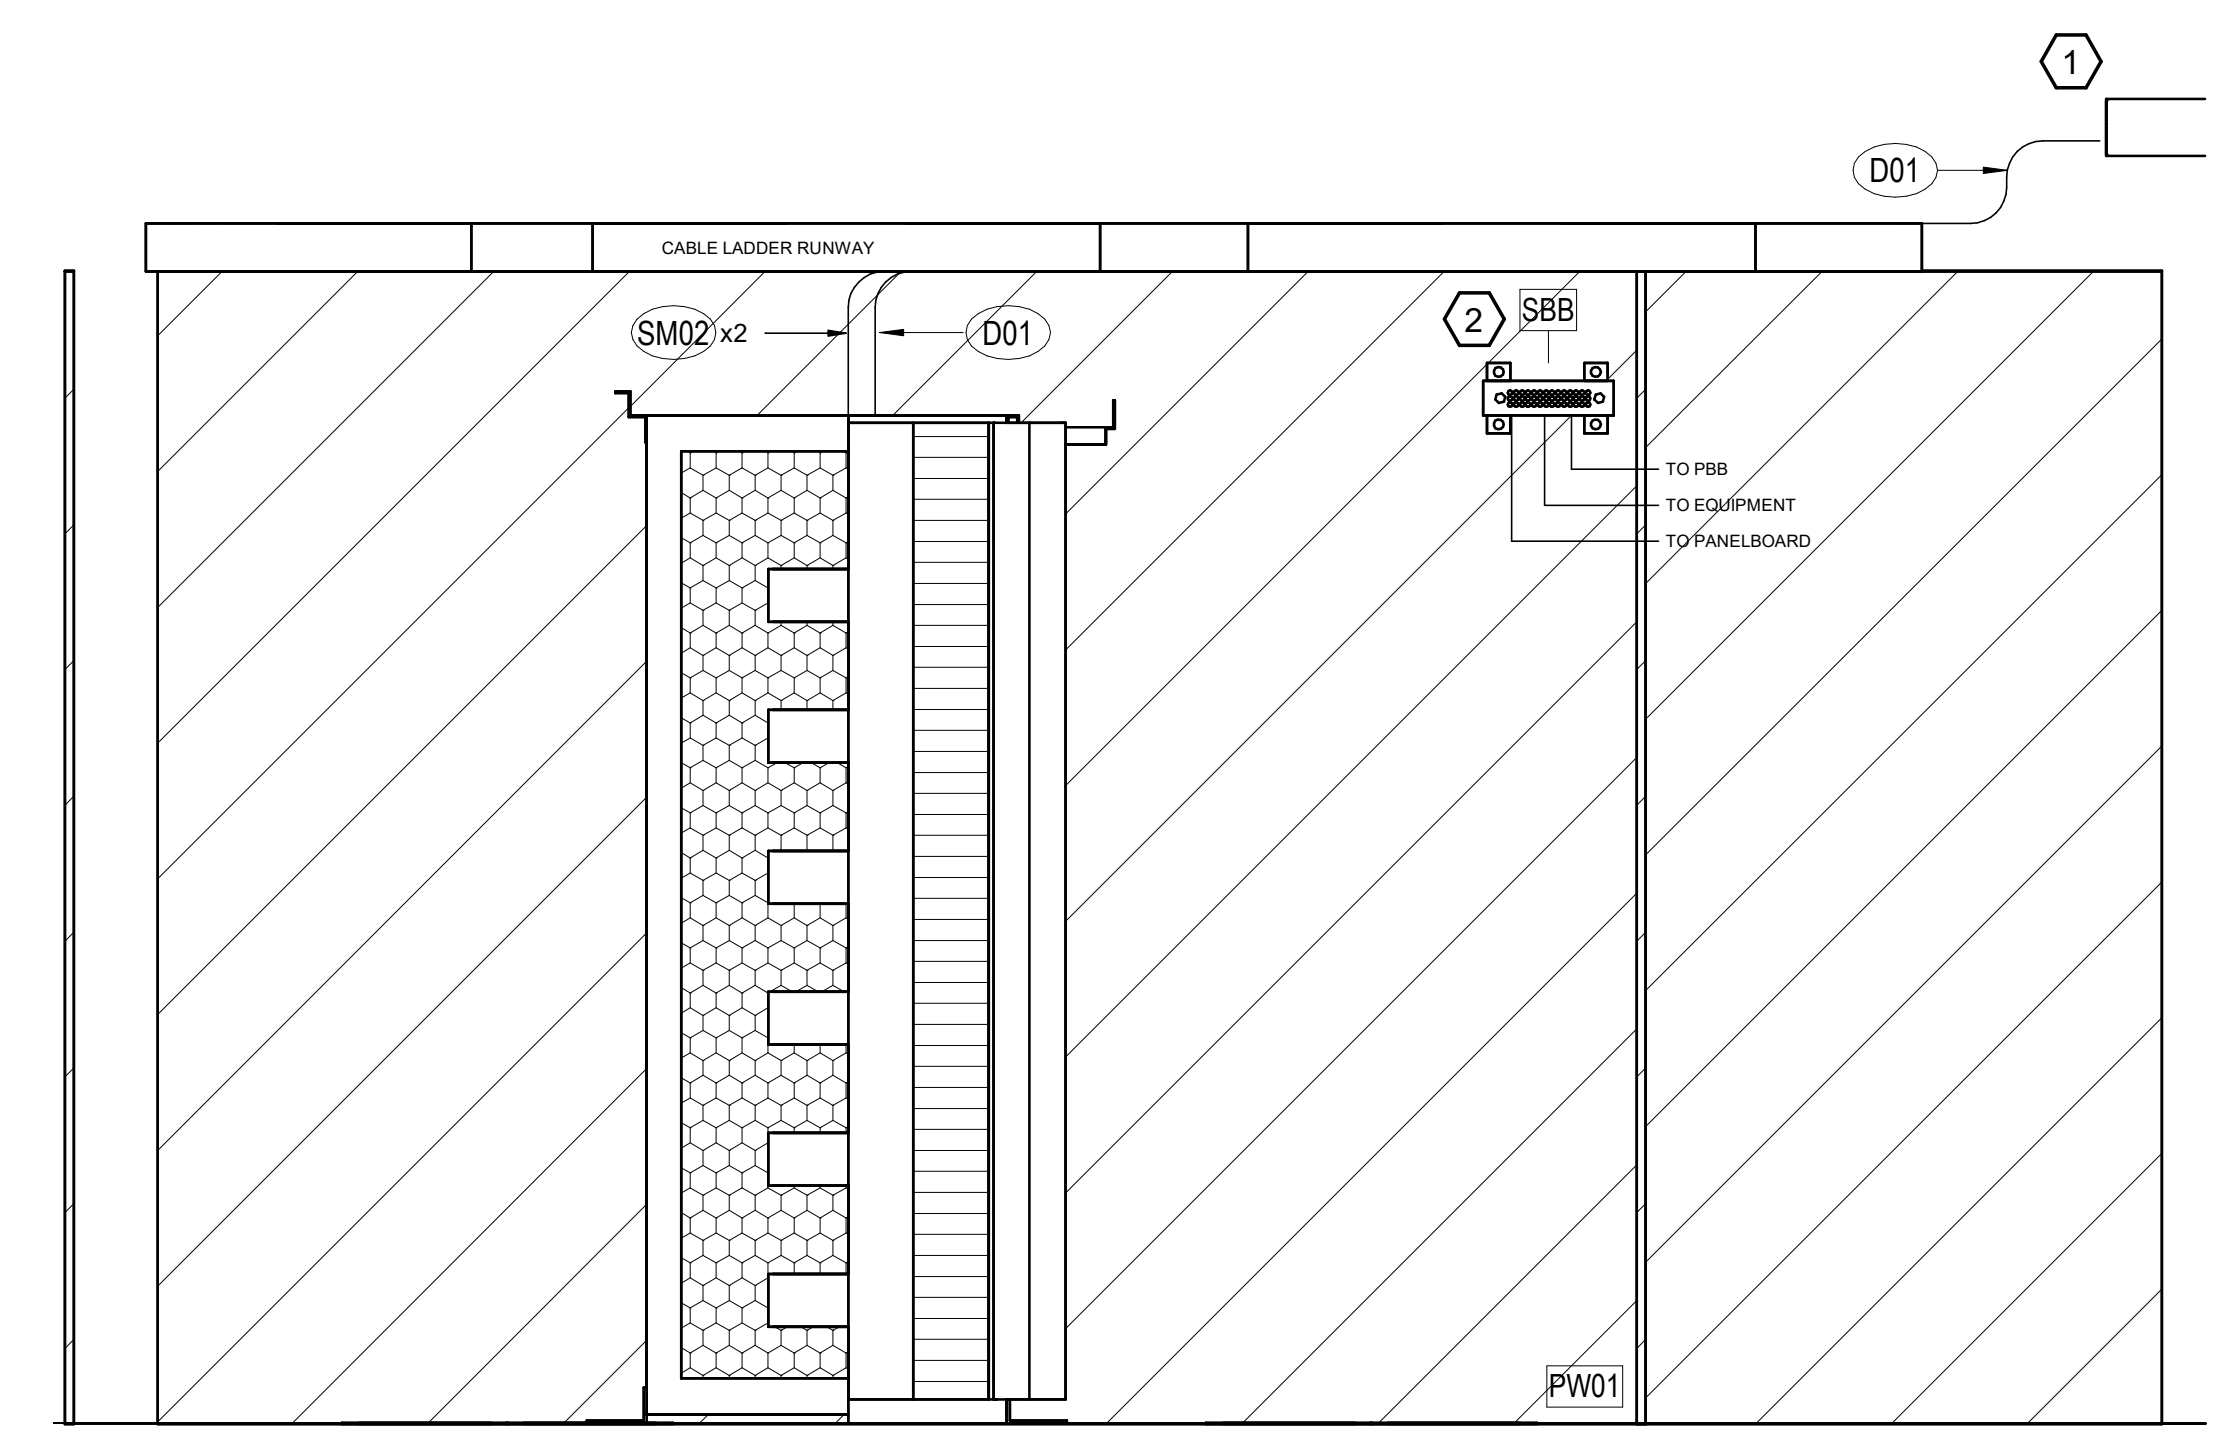 1
D01
CABLE LADDER RUNWAY
SM02 x2
D01
2
SBB
TO PBB
TO EQUIPMENT
TO PANELBOARD
PW01